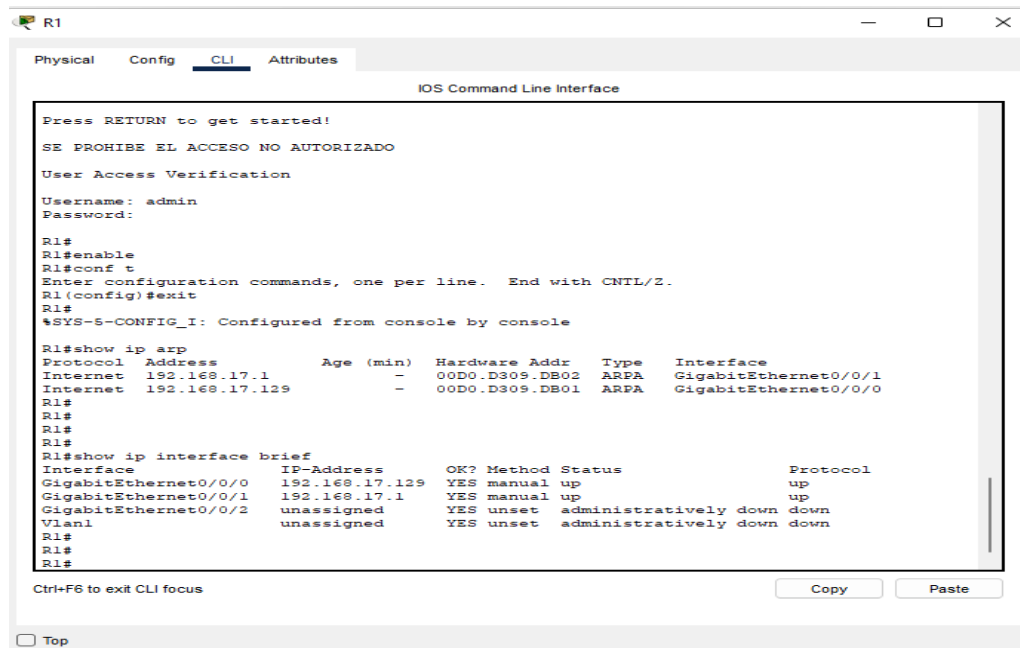 R1
Physical Config CLI Attributes
IOS Command Line Interface
Press RETURN to get started!
SE PROHIBE EL ACCESO NO AUTORIZADO
User Access Verification
Username: admin
Password:
R1#
R1#enable
R1#conf t
Enter configuration commands, one per line.  End with CNTL/Z.
R1(config)#exit
R1#
%SYS-5-CONFIG_I: Configured from console by console
R1#show ip arp
Protocol  Address          Age (min)  Hardware Addr   Type   Interface
Internet  192.168.17.1            -   00D0.D309.DB02  ARPA   GigabitEthernet0/0/1
Internet  192.168.17.129          -   00D0.D309.DB01  ARPA   GigabitEthernet0/0/0
R1#
R1#
R1#
R1#
R1#show ip interface brief
Interface              IP-Address      OK? Method Status                Protocol
GigabitEthernet0/0/0   192.168.17.129  YES manual up                    up
GigabitEthernet0/0/1   192.168.17.1    YES manual up                    up
GigabitEthernet0/0/2   unassigned      YES unset  administratively down down
Vlan1                  unassigned      YES unset  administratively down down
R1#
R1#
R1#
Ctrl+F6 to exit CLI focus Copy Paste
Top